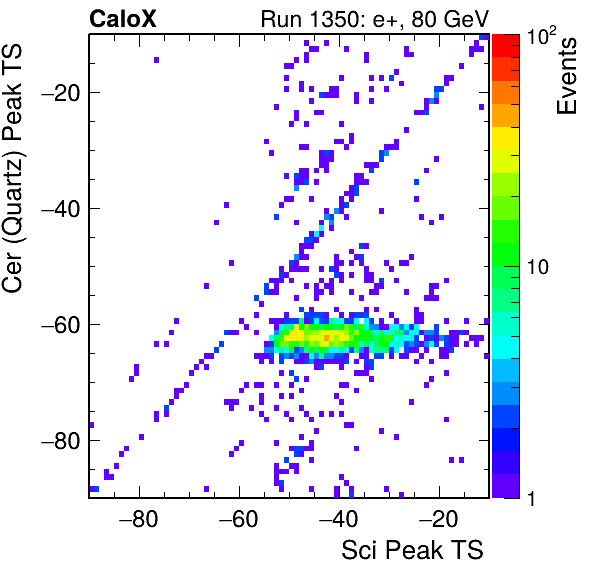 CaloX Run 1350: e+, 80 GeV
Cer (Quartz) Peak TS
−20
−40
−60
−80
−80 −60 −40 −20
Sci Peak TS
10²
10
1
Events